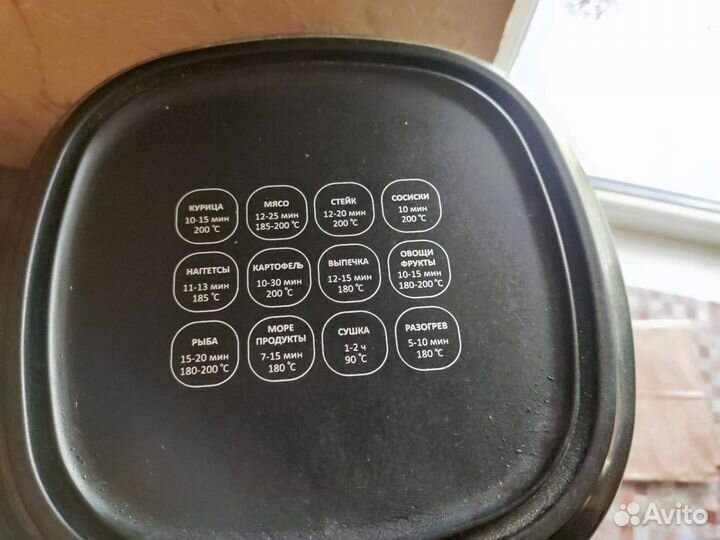 КУРИЦА
10-15 мин
200 °С
МЯСО
12-25 мин
185-200 °С
СТЕЙК
12-20 мин
200 °С
СОСИСКИ
10 мин
200 °С
НАГГЕТСЫ
11-13 мин
185 °С
КАРТОФЕЛЬ
10-30 мин
200 °С
ВЫПЕЧКА
12-15 мин
180 °С
ОВОЩИ
ФРУКТЫ
10-15 мин
180-200 °С
РЫБА
15-20 мин
180-200 °С
МОРЕ
ПРОДУКТЫ
7-15 мин
180 °С
СУШКА
1-2 ч
90 °С
РАЗОГРЕВ
5-10 мин
180 °С
Avito